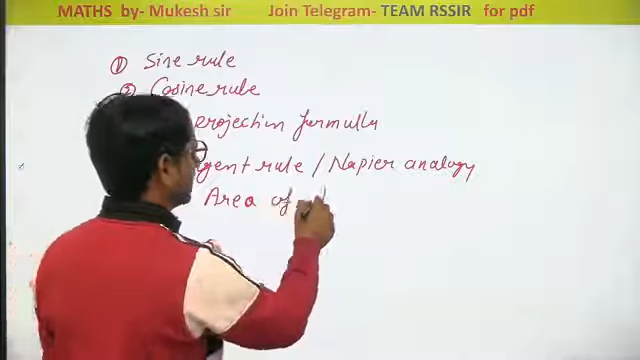 MATHS by- Mukesh sir Join Telegram- TEAM RSSIR for pdf
① Sine rule
② Cosine rule
projection formula
gent rule / Napier analogy
Area of